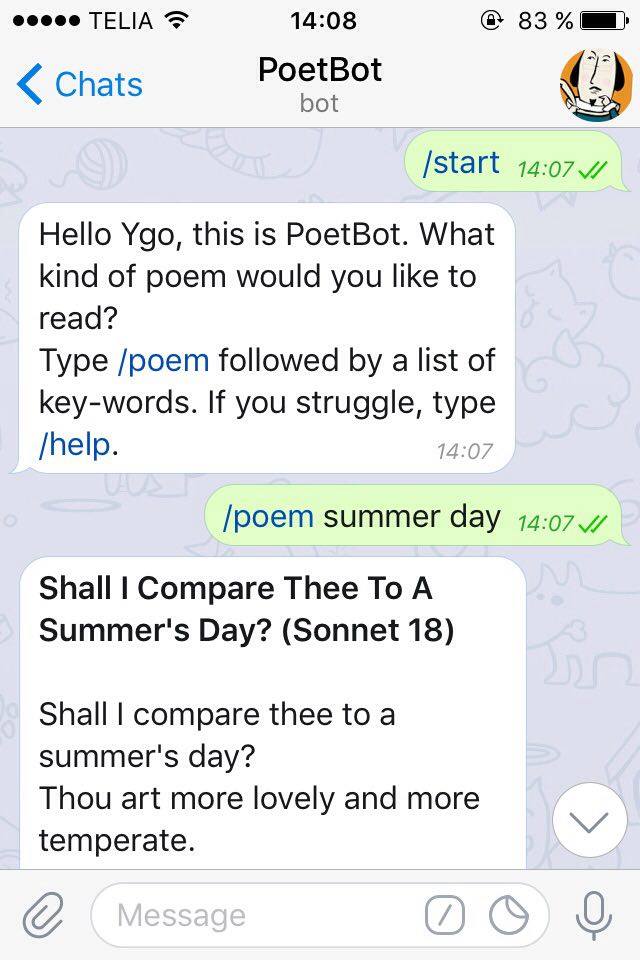 TELIA 14:08 83 %
Chats
PoetBot
bot
/start 14:07
Hello Ygo, this is PoetBot. What
kind of poem would you like to
read?
Type /poem followed by a list of
key-words. If you struggle, type
/help. 14:07
/poem summer day 14:07
Shall I Compare Thee To A
Summer's Day? (Sonnet 18)
Shall I compare thee to a
summer's day?
Thou art more lovely and more
temperate.
Message